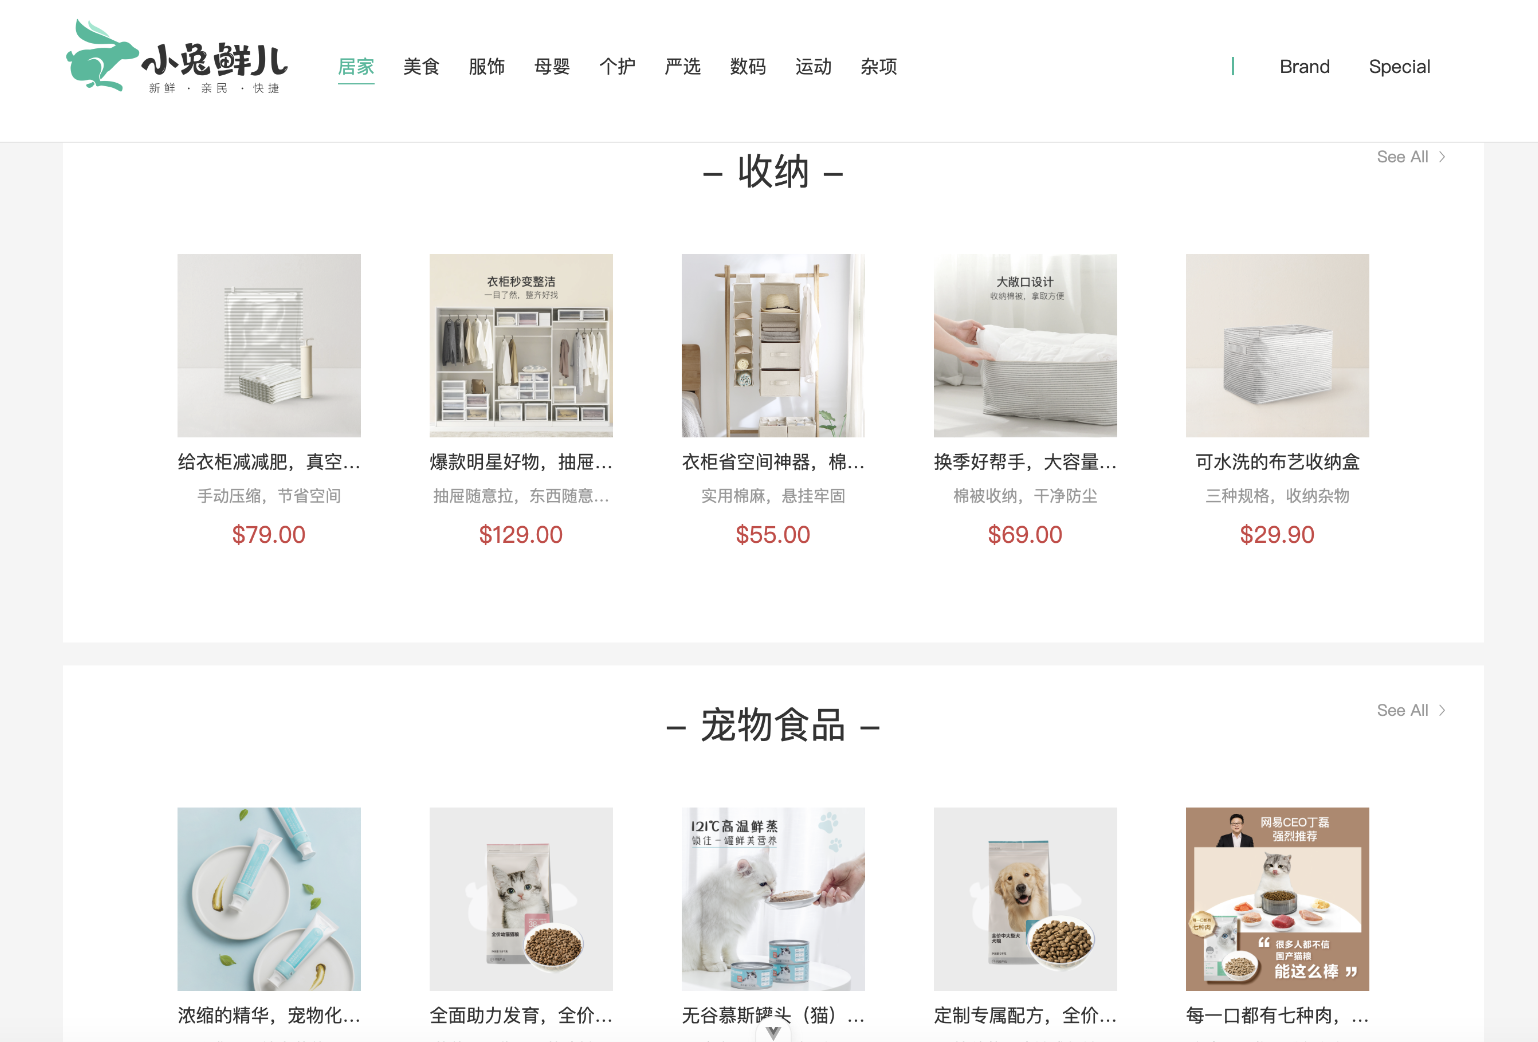 小兔鲜儿
新鲜 · 亲民 · 快捷
居家 美食 服饰 母婴 个护 严选 数码 运动 杂项
Brand Special
– 收纳 –
See All
衣柜秒变整洁
一目了然，整齐好找
大敞口设计
收纳棉被，拿取方便
给衣柜减减肥，真空...
爆款明星好物，抽屉...
衣柜省空间神器，棉...
换季好帮手，大容量...
可水洗的布艺收纳盒
手动压缩，节省空间
抽屉随意拉，东西随意...
实用棉麻，悬挂牢固
棉被收纳，干净防尘
三种规格，收纳杂物
$79.00
$129.00
$55.00
$69.00
$29.90
– 宠物食品 –
See All
121℃高温鲜蒸
锁住一罐鲜美营养
网易CEO丁磊
强烈推荐
七种肉
“很多人都不信
国产猫粮
能这么棒”
浓缩的精华，宠物化...
全面助力发育，全价...
无谷慕斯罐头（猫）...
定制专属配方，全价...
每一口都有七种肉，...